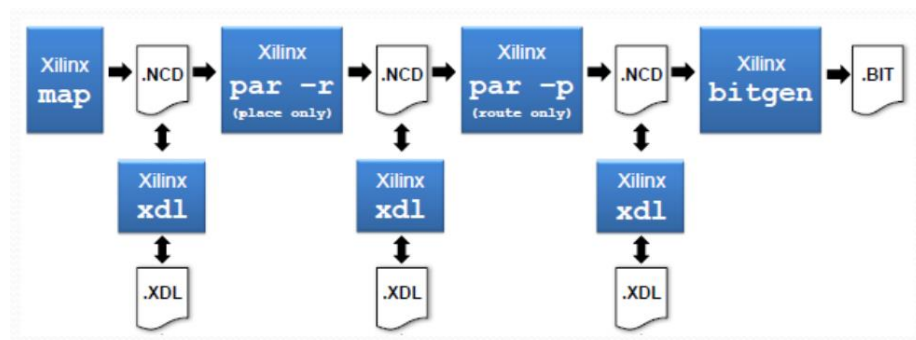 Xilinx
map
.NCD
Xilinx
par -r
(place only)
.NCD
Xilinx
par -p
(route only)
.NCD
Xilinx
bitgen
.BIT
Xilinx
xdl
Xilinx
xdl
Xilinx
xdl
.XDL
.XDL
.XDL